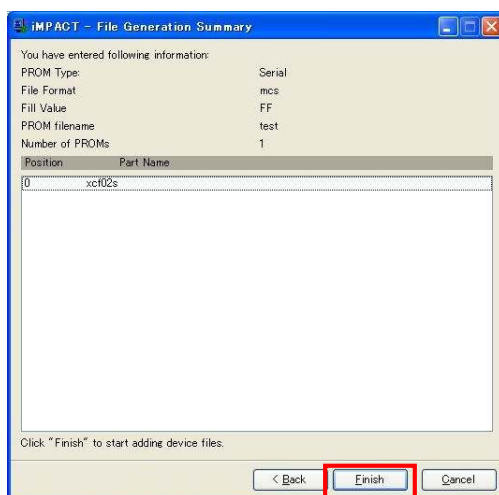 iMPACT - File Generation Summary
You have entered following information:
PROM Type: Serial
File Format mcs
Fill Value FF
PROM filename test
Number of PROMs 1
Position Part Name
0 xcf02s
Click "Finish" to start adding device files.
< Back Finish Cancel